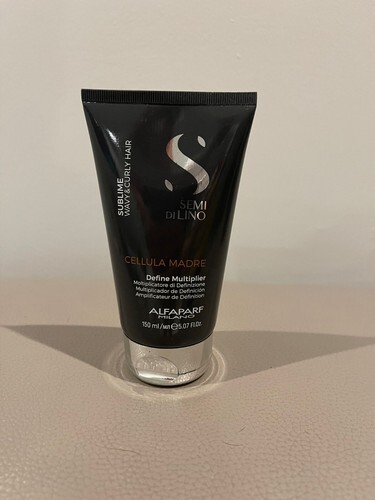 SUBLIME
WAVY & CURLY HAIR
SEMI
DI LINO
CELLULA MADRE
Define Multiplier
Moltiplicatore di Definizione
Multiplicador de Definición
Amplificateur de Définition
ALFAPARF
MILANO
150 ml/мл ℮ 5.07 Fl.Oz